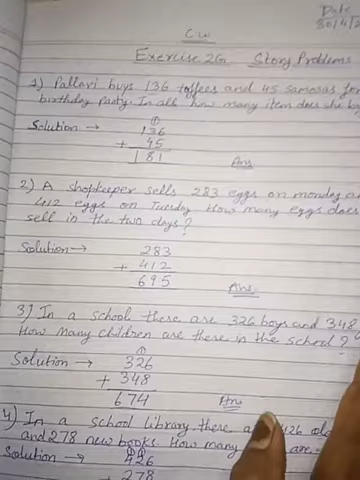 Date
30/4/2
C.W
Exercise 2G Story Problems
1) Pallavi buys 136 toffees and 45 samosas for
birthday party. In all how many item does she
Solution → 136
+ 45
181 Ans
2) A shopkeeper sells 283 eggs on monday
412 eggs on Tuesday How many eggs does
sell in the two days?
Solution → 283
+ 412
695 Ans
3) In a school there are 326 boys and 348
How many children are there in the school?
Solution → 326
+ 348
674 Ans
4) In a school library there 426
and 278 new books. How many are
Solution → 426
+ 278